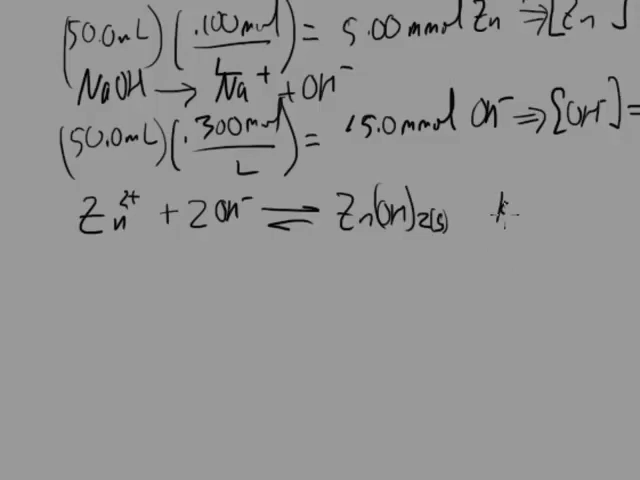 (50.0mL)(.100mol/L) = 5.00 mmol Zn ⇒ [Zn ]
NaOH → Na⁺ + OH⁻
(50.0mL)(.300mol/L) = 15.0 mmol OH⁻ ⇒ [OH⁻] =
Zn²⁺ + 2OH⁻ ⇌ Zn(OH)₂(s) k